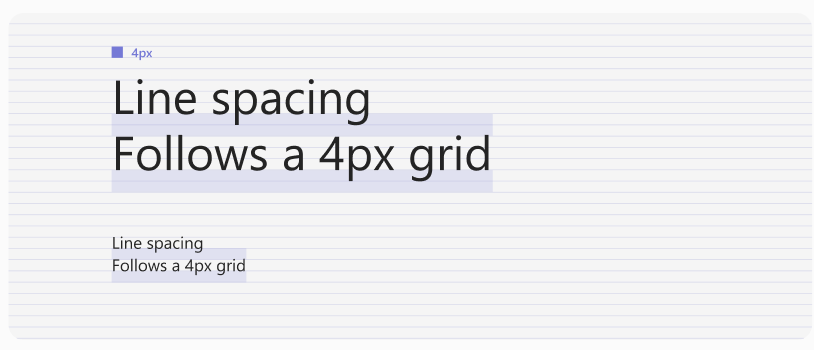 4px
Line spacing
Follows a 4px grid
Line spacing
Follows a 4px grid